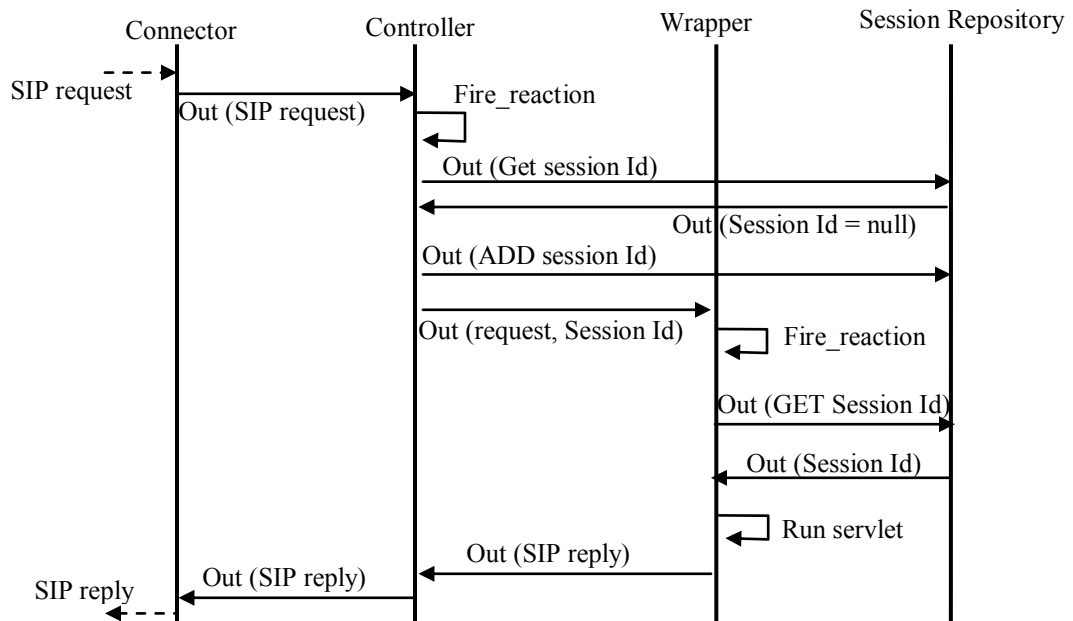 Connector
Controller
Wrapper
Session Repository
SIP request
Out (SIP request)
Fire_reaction
Out (Get session Id)
Out (Session Id = null)
Out (ADD session Id)
Out (request, Session Id)
Fire_reaction
Out (GET Session Id)
Out (Session Id)
Run servlet
Out (SIP reply)
Out (SIP reply)
SIP reply